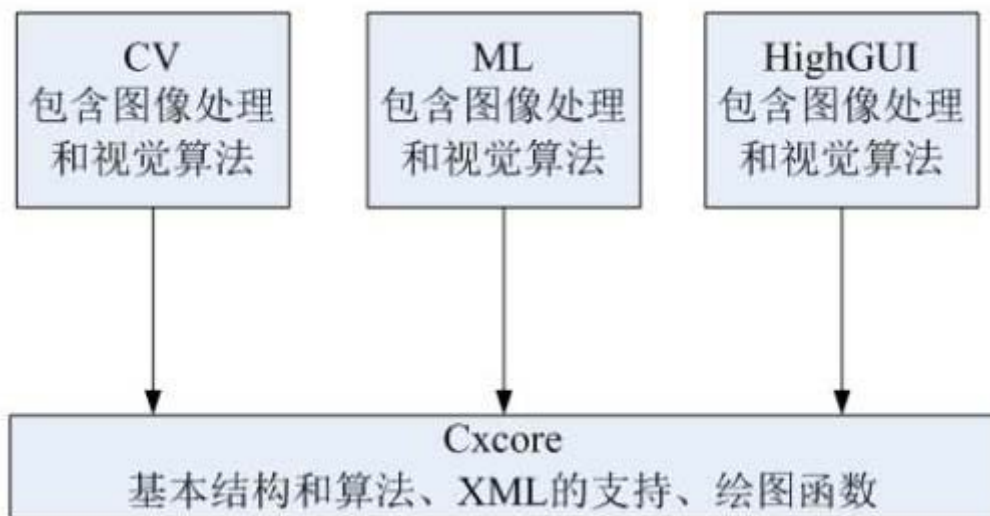 CV
包含图像处理
和视觉算法
ML
包含图像处理
和视觉算法
HighGUI
包含图像处理
和视觉算法
Cxcore
基本结构和算法、XML的支持、绘图函数